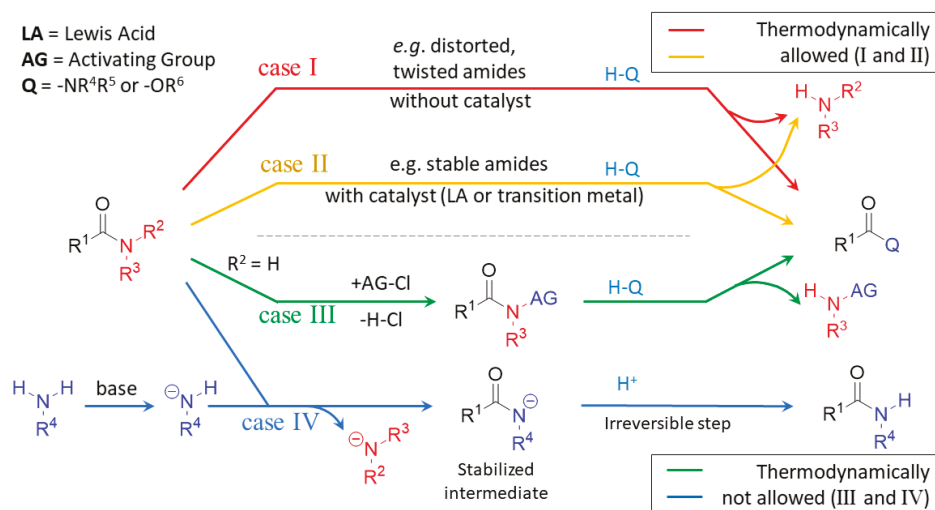 LA = Lewis Acid
AG = Activating Group
Q = -NR⁴R⁵ or -OR⁶
case I
e.g. distorted,
twisted amides
without catalyst
H-Q
Thermodynamically
allowed (I and II)
H
N
R²
R³
case II
e.g. stable amides
with catalyst (LA or transition metal)
H-Q
O
R¹
N
R²
R³
O
R¹
Q
R² = H
case III
+AG-Cl
-H-Cl
O
R¹
N
AG
R³
H-Q
H
N
AG
R³
H
N
H
R⁴
base
⊖
N
H
R⁴
case IV
⊖
N
R³
R²
O
R¹
N
⊖
R⁴
Stabilized
intermediate
H⁺
Irreversible step
O
R¹
N
H
R⁴
Thermodynamically
not allowed (III and IV)